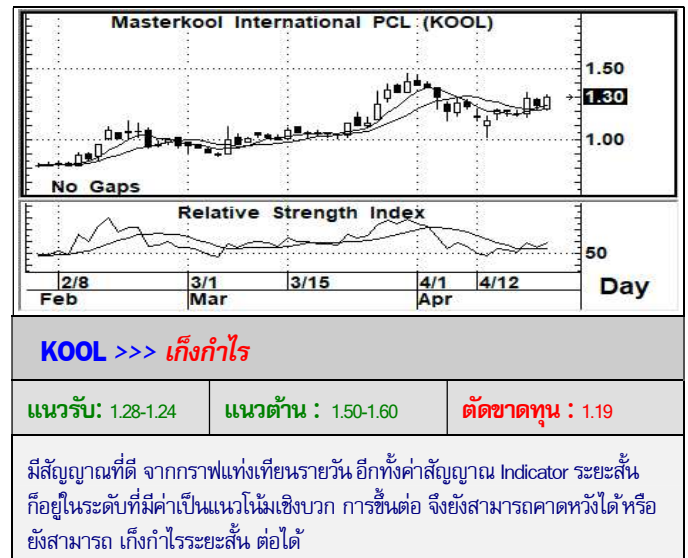 Masterkool International PCL (KOOL)
1.50
1.30
1.00
No Gaps
Relative Strength Index
50
2/8 3/1 3/15 4/1 4/12
Feb Mar Apr
Day
KOOL >>> เก็งกำไร
แนวรับ: 1.28-1.24 แนวต้าน : 1.50-1.60 ตัดขาดทุน : 1.19
มีสัญญาณที่ดี จากกราฟแท่งเทียนรายวัน อีกทั้งค่าสัญญาณ Indicator ระยะสั้น
ก็อยู่ในระดับที่มีค่าเป็นแนวโน้มเชิงบวก การขึ้นต่อ จึงยังสามารถคาดหวังได้ หรือ
ยังสามารถ เก็งกำไรระยะสั้น ต่อได้